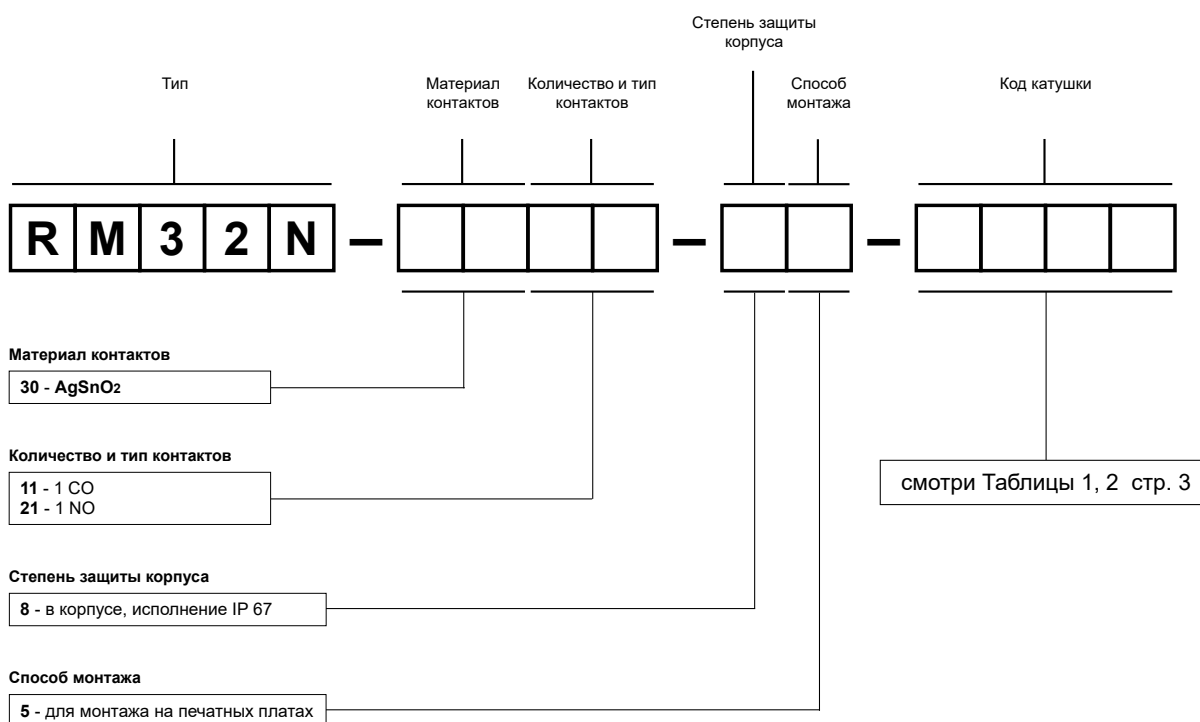 Степень защиты
корпуса
Тип
Материал
контактов
Количество и тип
контактов
Способ
монтажа
Код катушки
R M 3 2 N – –  –
Материал контактов
30 - AgSnO2
Количество и тип контактов
11 - 1 CO
21 - 1 NO
смотри Таблицы 1, 2 стр. 3
Степень защиты корпуса
8 - в корпусе, исполнение IP 67
Способ монтажа
5 - для монтажа на печатных платах